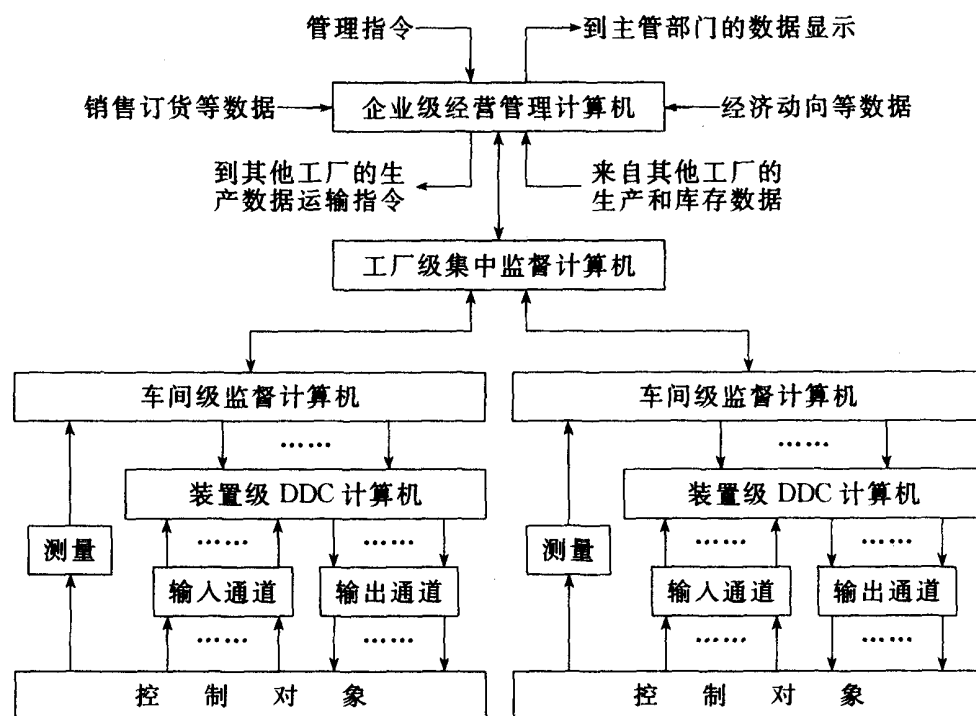 管理指令
到主管部门的数据显示
销售订货等数据
企业级经营管理计算机
经济动向等数据
到其他工厂的生
产数据运输指令
来自其他工厂的
生产和库存数据
工厂级集中监督计算机
车间级监督计算机
车间级监督计算机
……
……
装置级 DDC 计算机
装置级 DDC 计算机
测量
……
……
测量
……
……
输入通道
输出通道
输入通道
输出通道
……
……
……
……
控制对象
控制对象